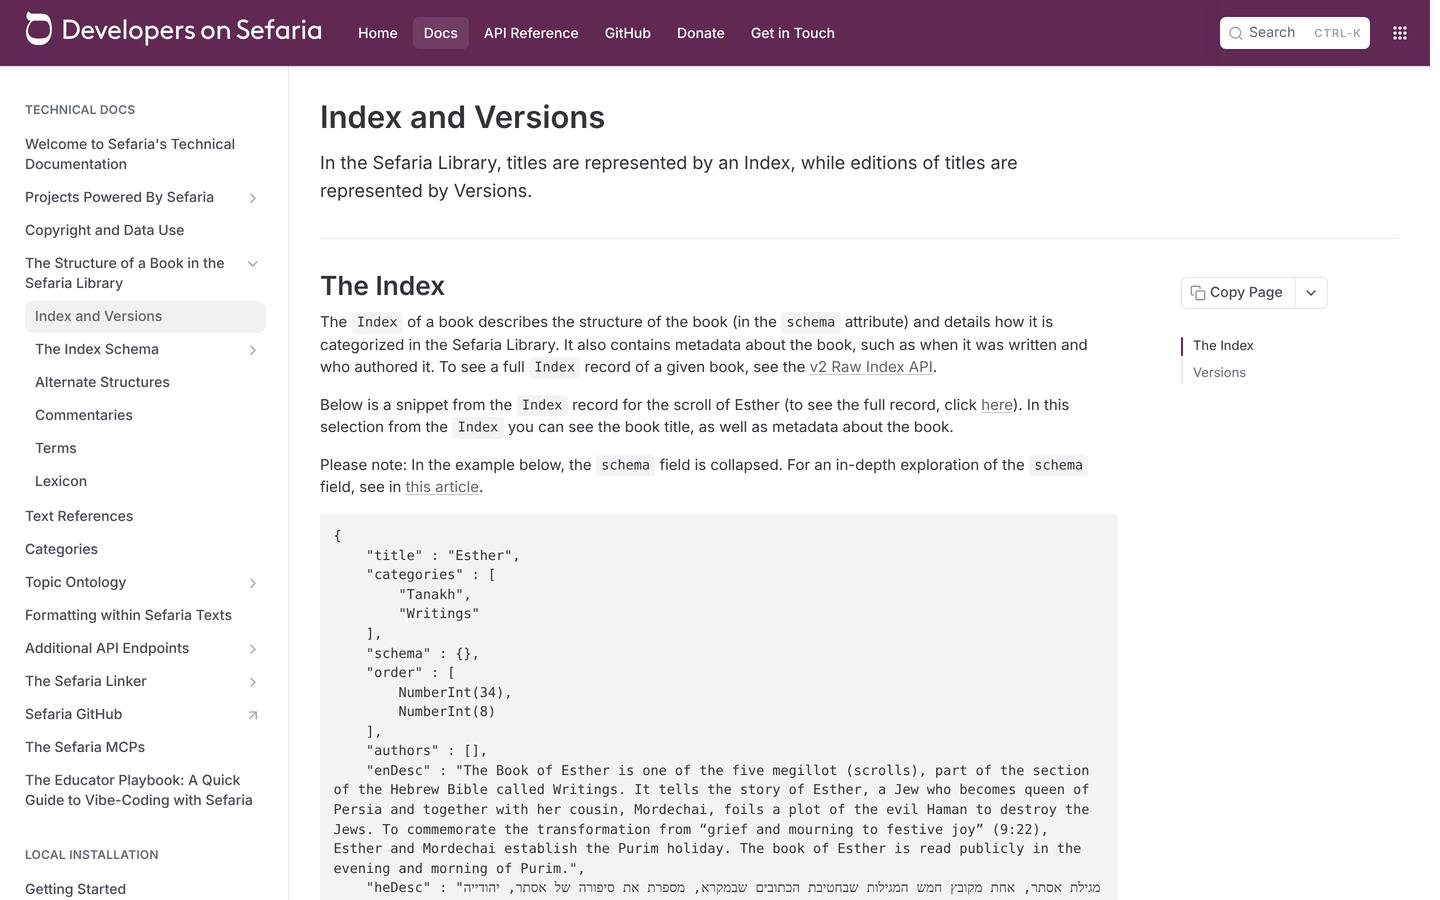 Developers on Sefaria
Home
Docs
API Reference
GitHub
Donate
Get in Touch
Search
CTRL-K
TECHNICAL DOCS
Welcome to Sefaria's Technical
Documentation
Projects Powered By Sefaria
Copyright and Data Use
The Structure of a Book in the
Sefaria Library
Index and Versions
The Index Schema
Alternate Structures
Commentaries
Terms
Lexicon
Text References
Categories
Topic Ontology
Formatting within Sefaria Texts
Additional API Endpoints
The Sefaria Linker
Sefaria GitHub
The Sefaria MCPs
The Educator Playbook: A Quick
Guide to Vibe-Coding with Sefaria
LOCAL INSTALLATION
Getting Started
Index and Versions
In the Sefaria Library, titles are represented by an Index, while editions of titles are
represented by Versions.
The Index
The Index of a book describes the structure of the book (in the schema attribute) and details how it is
categorized in the Sefaria Library. It also contains metadata about the book, such as when it was written and
who authored it. To see a full Index record of a given book, see the v2 Raw Index API.
Below is a snippet from the Index record for the scroll of Esther (to see the full record, click here). In this
selection from the Index you can see the book title, as well as metadata about the book.
Please note: In the example below, the schema field is collapsed. For an in-depth exploration of the schema
field, see in this article.
{
"title" : "Esther",
"categories" : [
"Tanakh",
"Writings"
],
"schema" : {},
"order" : [
NumberInt(34),
NumberInt(8)
],
"authors" : [],
"enDesc" : "The Book of Esther is one of the five megillot (scrolls), part of the section
of the Hebrew Bible called Writings. It tells the story of Esther, a Jew who becomes queen of
Persia and together with her cousin, Mordechai, foils a plot of the evil Haman to destroy the
Jews. To commemorate the transformation from “grief and mourning to festive joy” (9:22),
Esther and Mordechai establish the Purim holiday. The book of Esther is read publicly in the
evening and morning of Purim.",
"heDesc" : "מגילת אסתר, אחת מקובץ חמש המגילות שבחטיבת הכתובים שבמקרא, מספרת את סיפורה של אסתר, יהודייה
Copy Page
The Index
Versions